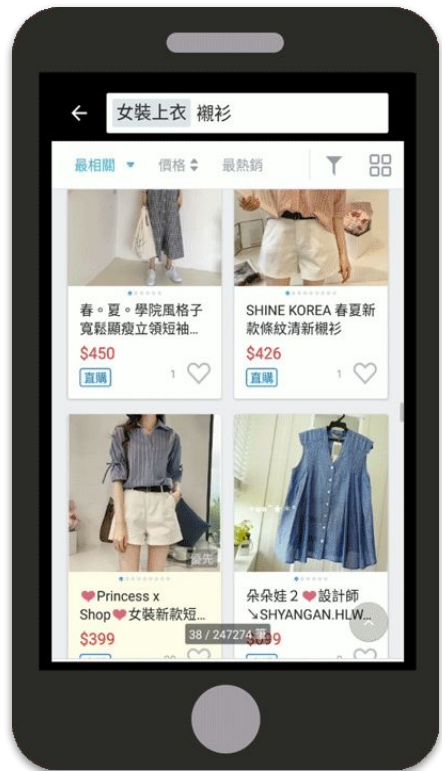 女裝上衣 襯衫
最相關 價格 最熱銷
春。夏。學院風格子
寬鬆顯瘦立領短袖...
$450
直購
1
SHINE KOREA 春夏新
款條紋清新襯衫
$426
直購
1
優先
❤Princess x
Shop❤女裝新款短...
$399
朵朵娃2❤設計師
↘SHYANGAN.HLW...
38 / 247274 筆